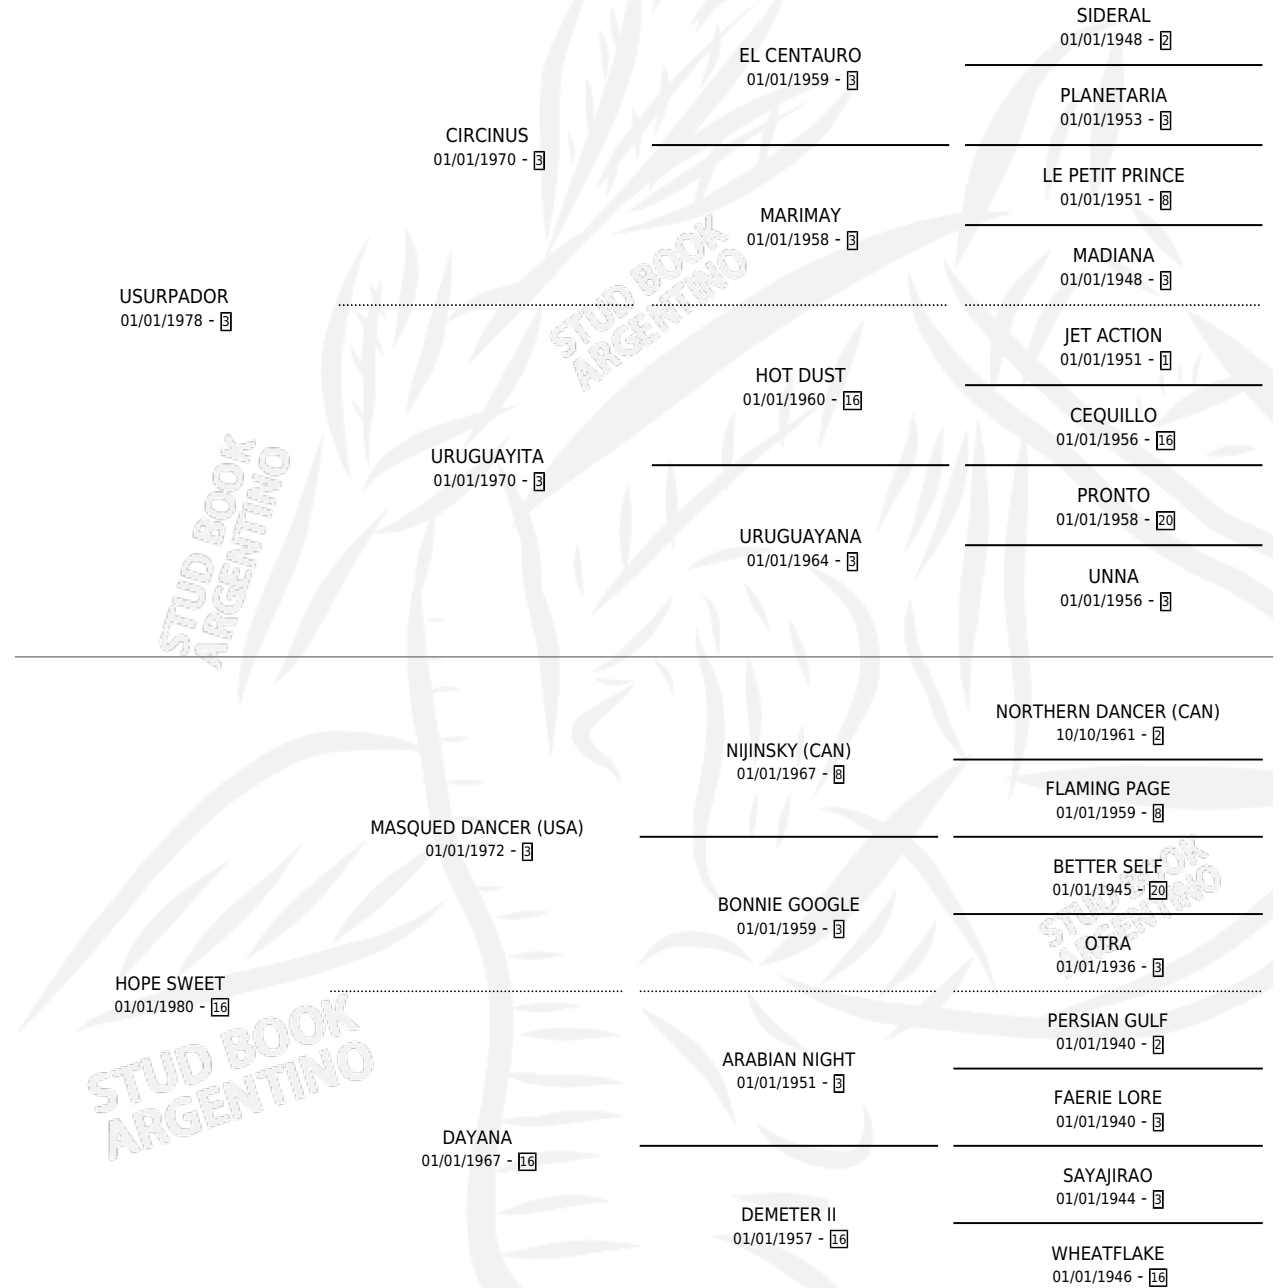 SIDERAL
01/01/1948 - 2
EL CENTAURO
01/01/1959 - 3
PLANETARIA
01/01/1953 - 3
CIRCINUS
01/01/1970 - 3
LE PETIT PRINCE
01/01/1951 - 8
MARIMAY
01/01/1958 - 3
MADIANA
01/01/1948 - 3
USURPADOR
01/01/1978 - 3
JET ACTION
01/01/1951 - 1
HOT DUST
01/01/1960 - 16
CEQUILLO
01/01/1956 - 16
URUGUAYITA
01/01/1970 - 3
PRONTO
01/01/1958 - 20
URUGUAYANA
01/01/1964 - 3
UNNA
01/01/1956 - 3
NORTHERN DANCER (CAN)
10/10/1961 - 2
NIJINSKY (CAN)
01/01/1967 - 8
FLAMING PAGE
01/01/1959 - 8
MASQUED DANCER (USA)
01/01/1972 - 3
BETTER SELF
01/01/1945 - 20
BONNIE GOOGLE
01/01/1959 - 3
OTRA
01/01/1936 - 3
HOPE SWEET
01/01/1980 - 16
PERSIAN GULF
01/01/1940 - 2
ARABIAN NIGHT
01/01/1951 - 3
FAERIE LORE
01/01/1940 - 3
DAYANA
01/01/1967 - 16
SAYAJIRAO
01/01/1944 - 3
DEMETER II
01/01/1957 - 16
WHEATFLAKE
01/01/1946 - 16
STUD BOOK
ARGENTINO
STUD BOOK
ARGENTINO
STUD BOOK
ARGENTINO
STUD BOOK
ARGENTINO